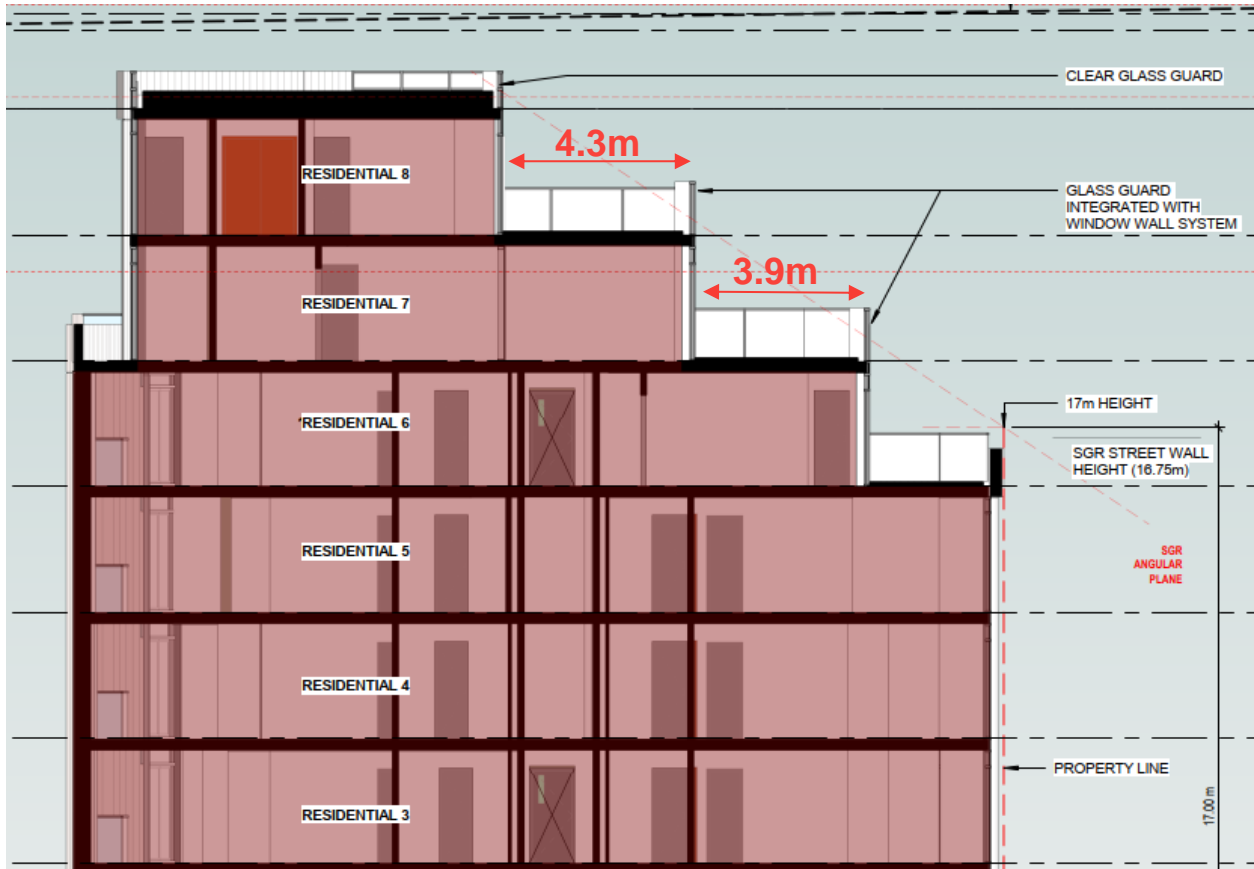 CLEAR GLASS GUARD
4.3m
RESIDENTIAL 8
GLASS GUARD
INTEGRATED WITH
WINDOW WALL SYSTEM
3.9m
RESIDENTIAL 7
17m HEIGHT
RESIDENTIAL 6
SGR STREET WALL
HEIGHT (16.75m)
RESIDENTIAL 5
SGR
ANGULAR
PLANE
RESIDENTIAL 4
PROPERTY LINE
RESIDENTIAL 3
17.00 m